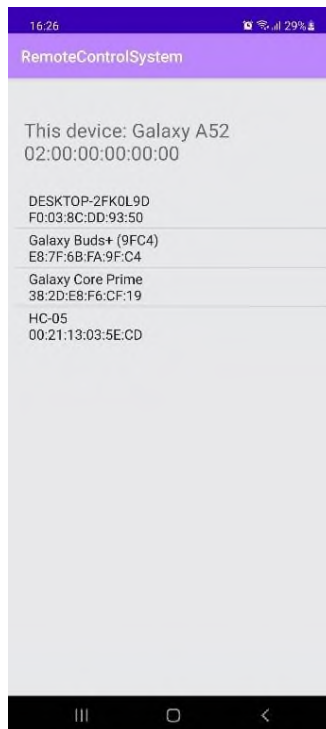 16:26 29%
RemoteControlSystem
This device: Galaxy A52
02:00:00:00:00:00
DESKTOP-2FK0L9D
F0:03:8C:DD:93:50
Galaxy Buds+ (9FC4)
E8:7F:6B:FA:9F:C4
Galaxy Core Prime
38:2D:E8:F6:CF:19
HC-05
00:21:13:03:5E:CD